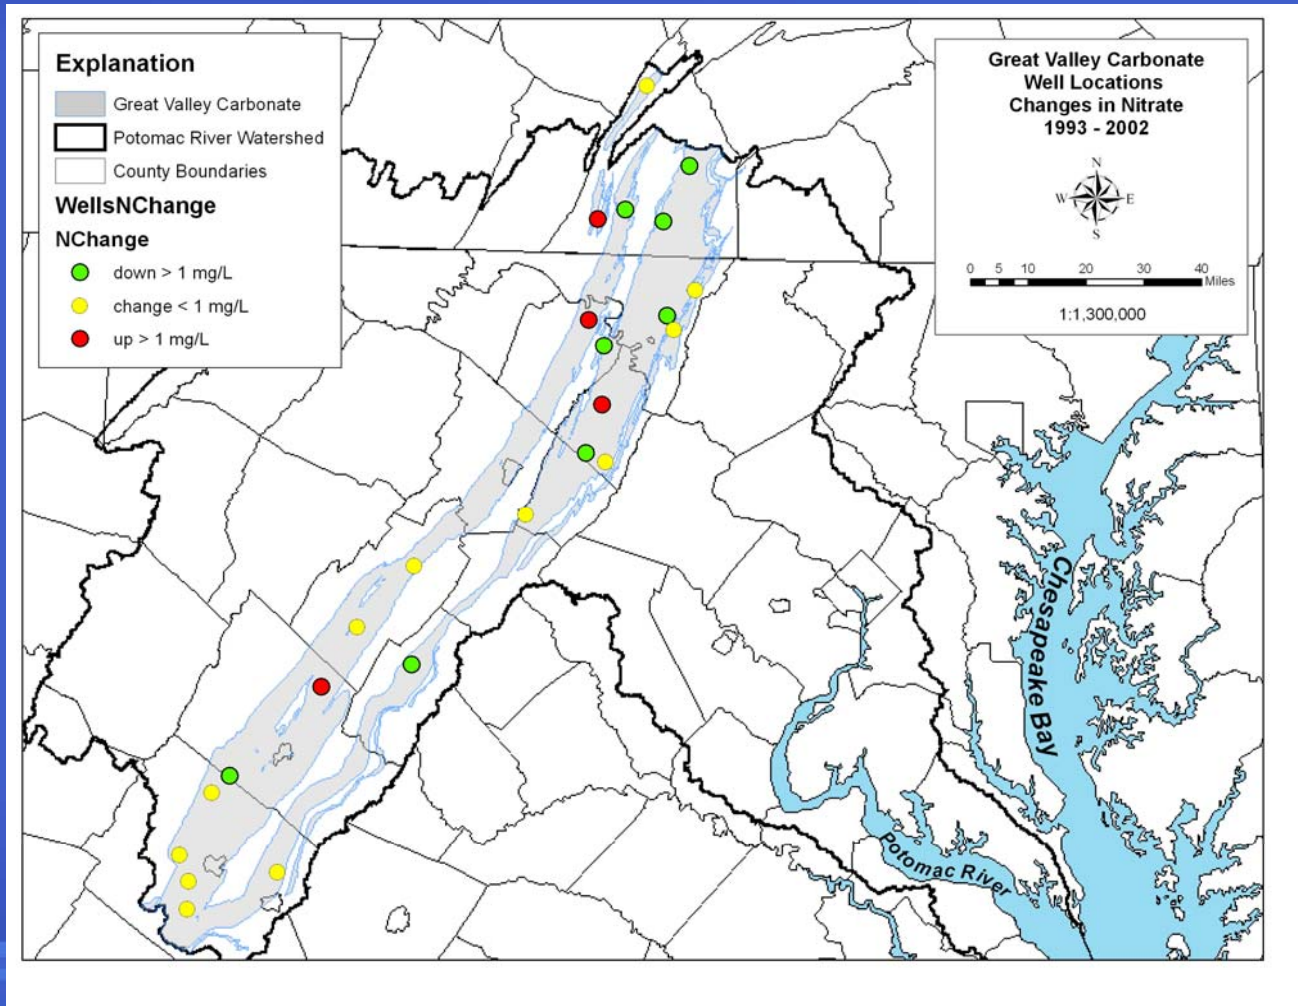 Explanation
Great Valley Carbonate
Potomac River Watershed
County Boundaries
WellsNChange
NChange
down > 1 mg/L
change < 1 mg/L
up > 1 mg/L
Great Valley Carbonate
Well Locations
Changes in Nitrate
1993 - 2002
N
W E
S
0 5 10 20 30 40
Miles
1:1,300,000
Chesapeake Bay
Potomac River